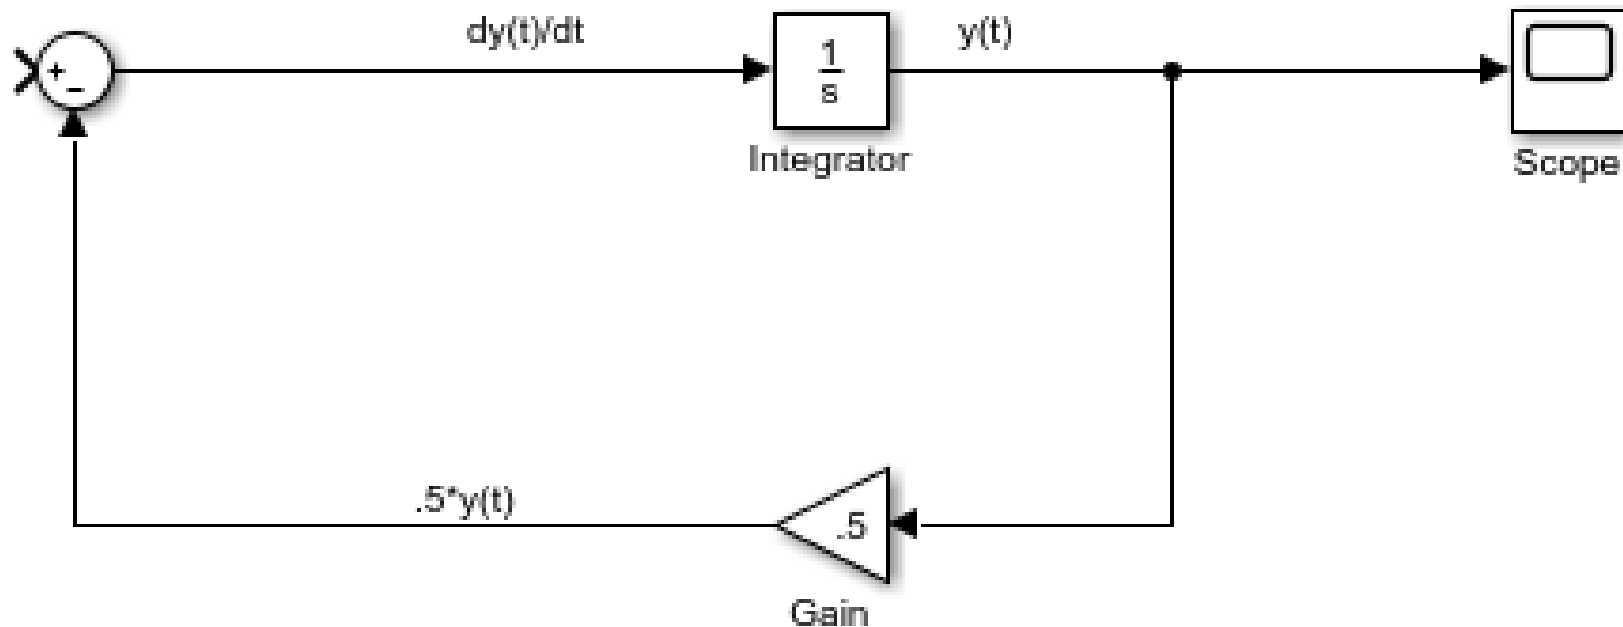 dy(t)/dt
y(t)
+
−
1
s
Integrator
Scope
.5*y(t)
.5
Gain